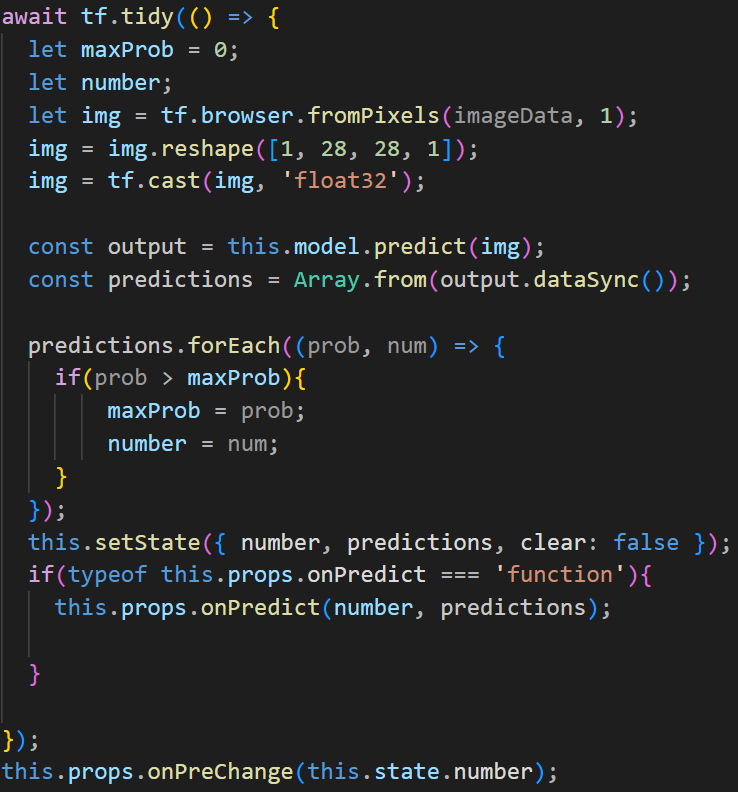 await tf.tidy(() => {
  let maxProb = 0;
  let number;
  let img = tf.browser.fromPixels(imageData, 1);
  img = img.reshape([1, 28, 28, 1]);
  img = tf.cast(img, 'float32');

  const output = this.model.predict(img);
  const predictions = Array.from(output.dataSync());

  predictions.forEach((prob, num) => {
    if(prob > maxProb){
        maxProb = prob;
        number = num;
    }
  });
  this.setState({ number, predictions, clear: false });
  if(typeof this.props.onPredict === 'function'){
    this.props.onPredict(number, predictions);

  }

});
this.props.onPreChange(this.state.number);